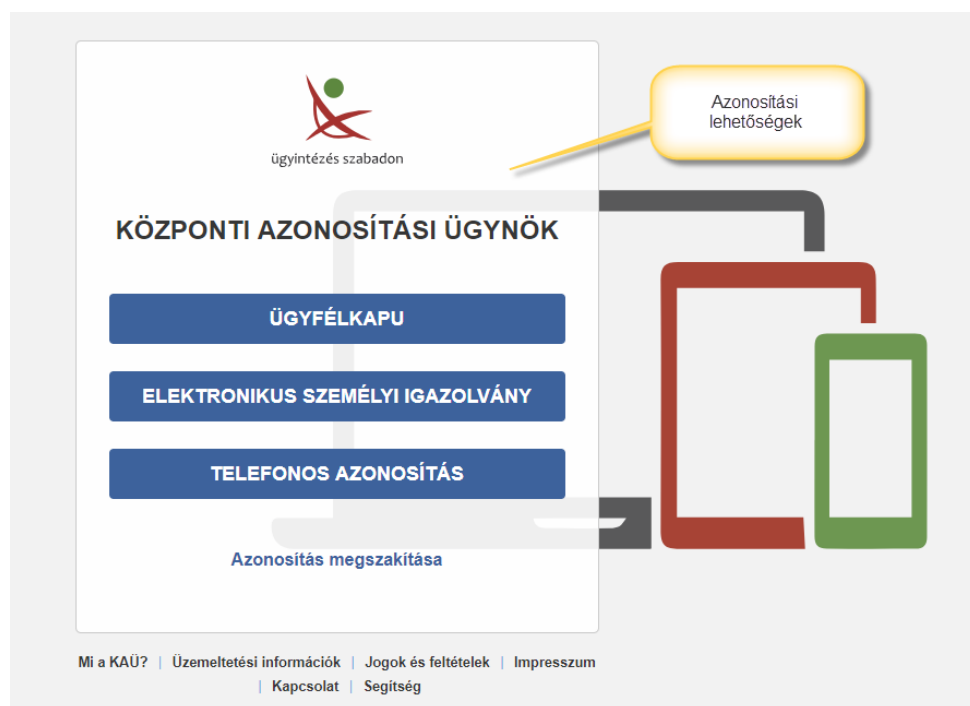 Azonosítási
lehetőségek
ügyintézés szabadon
KÖZPONTI AZONOSÍTÁSI ÜGYNÖK
ÜGYFÉLKAPU
ELEKTRONIKUS SZEMÉLYI IGAZOLVÁNY
TELEFONOS AZONOSÍTÁS
Azonosítás megszakítása
Mi a KAÜ? | Üzemeltetési információk | Jogok és feltételek | Impresszum
| Kapcsolat | Segítség